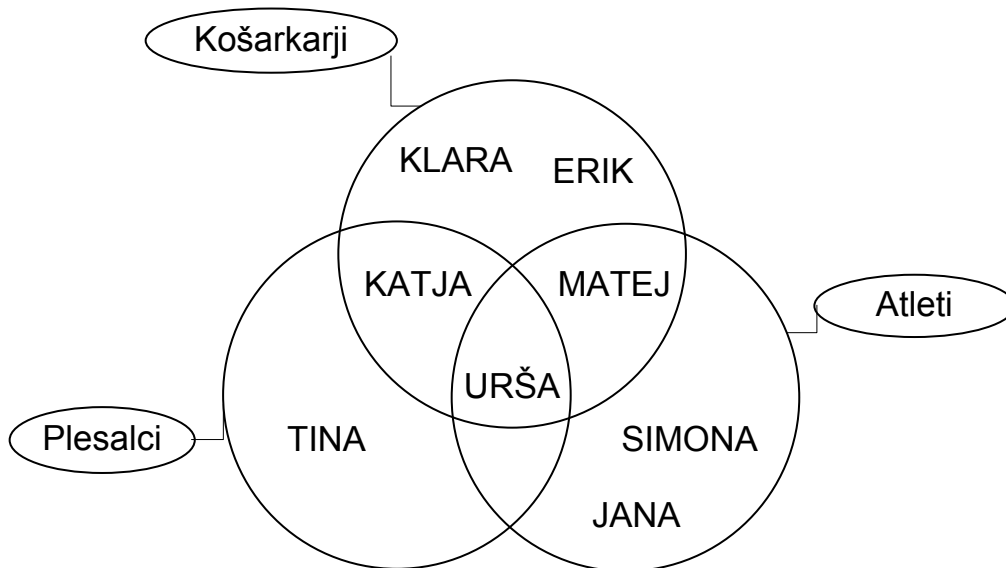 Košarkarji
KLARA
ERIK
KATJA
MATEJ
Atleti
URŠA
Plesalci
TINA
SIMONA
JANA